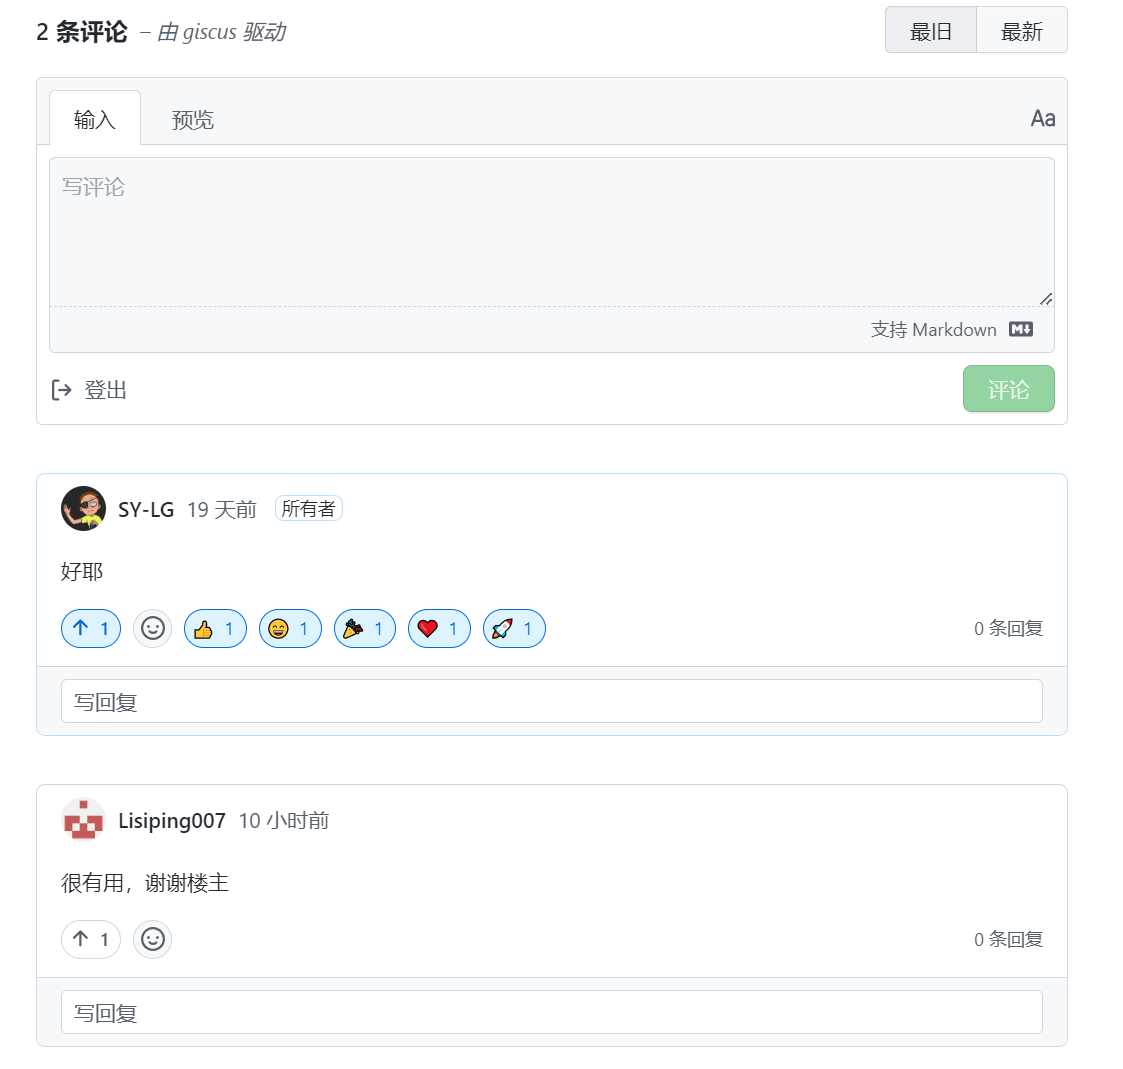 2 条评论 – 由 giscus 驱动
最旧 最新
输入 预览 Aa
写评论
支持 Markdown M↓
登出 评论
SY-LG 19 天前 所有者
好耶
↑ 1 👍 1 😄 1 🎉 1 ❤️ 1 🚀 1 0 条回复
写回复
Lisiping007 10 小时前
很有用，谢谢楼主
↑ 1 0 条回复
写回复